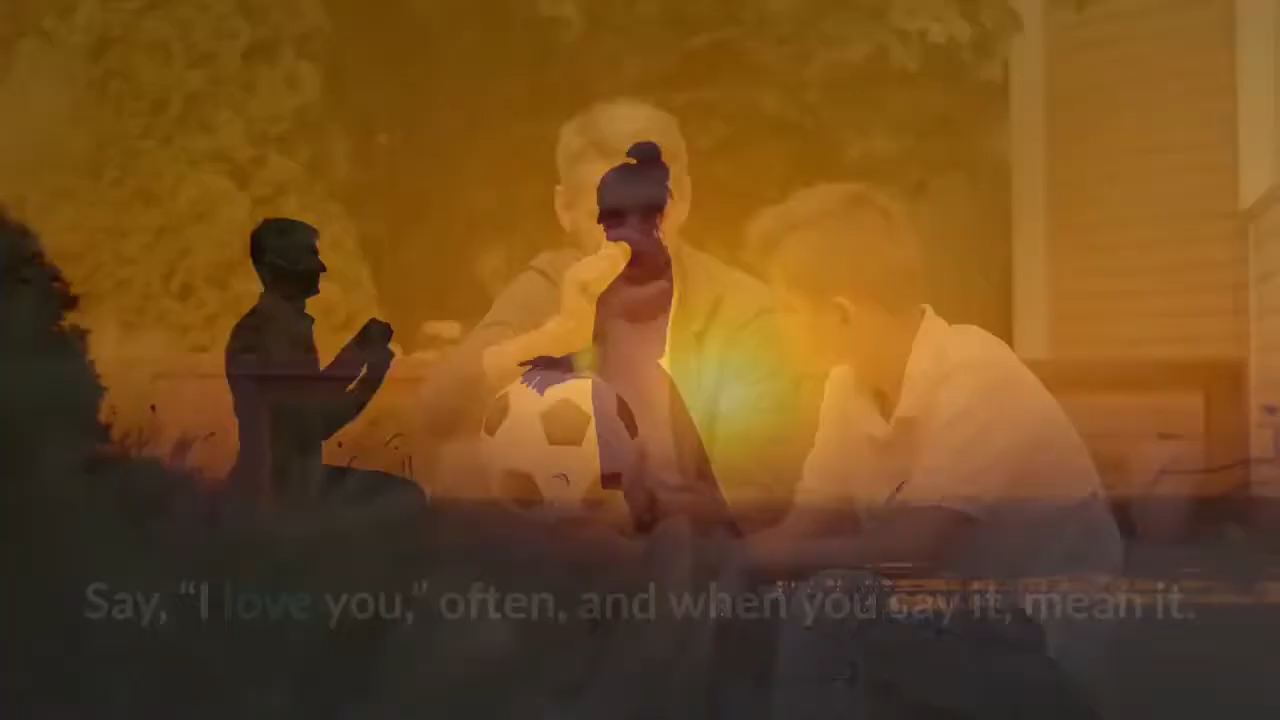 Say, “I love you,” often, and when you say it, mean it.